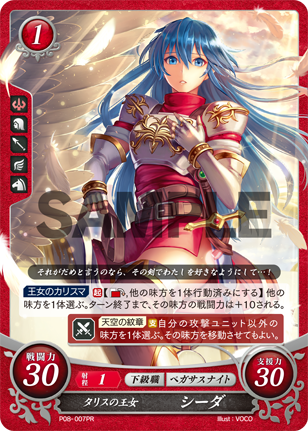 1
SAMPLE
それがだめと言うのなら、その剣でわたしを好きなようにして…!
王女のカリスマ 起【,他の味方を1体行動済みにする】他の
味方を1体選ぶ。ターン終了まで、その味方の戦闘力は+10される。
天空の紋章 攻 自分の攻撃ユニット以外の
味方を1体選ぶ。その味方を移動させてもよい。
戦闘力
30
射程 1 下級職 ペガサスナイト
支援力
30
タリスの王女 シーダ
P08-007PR Illust:VOCO